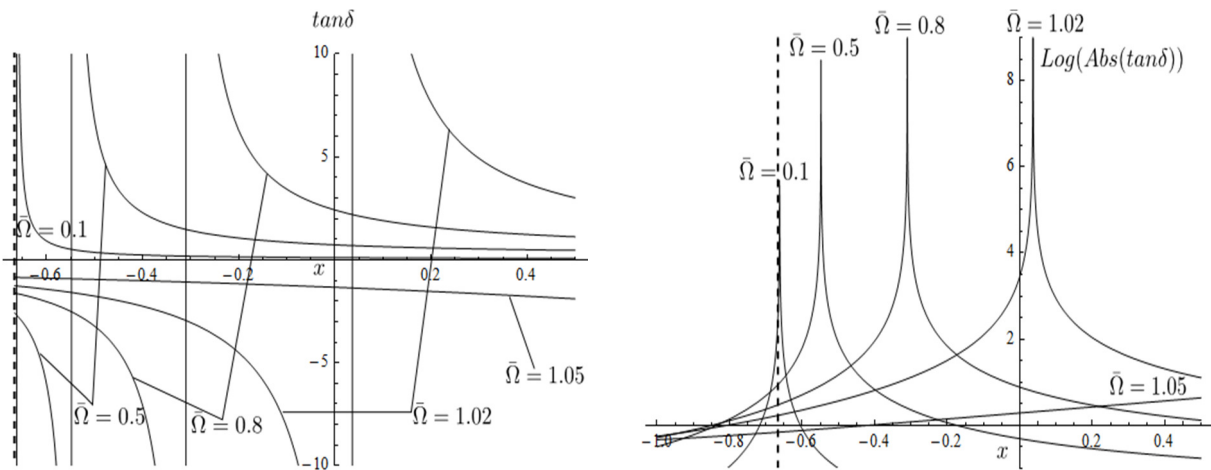 tanδ
10
5
−5
−10
−0.6
−0.4
−0.2
x
0.2
0.4
Ω̄ = 0.1
Ω̄ = 0.5
Ω̄ = 0.8
Ω̄ = 1.02
Ω̄ = 1.05
Ω̄ = 0.1
Ω̄ = 0.5
Ω̄ = 0.8
Ω̄ = 1.02
Log(Abs(tanδ))
8
6
4
2
Ω̄ = 1.05
−1.0
−0.8
−0.6
−0.4
−0.2
x
0.2
0.4